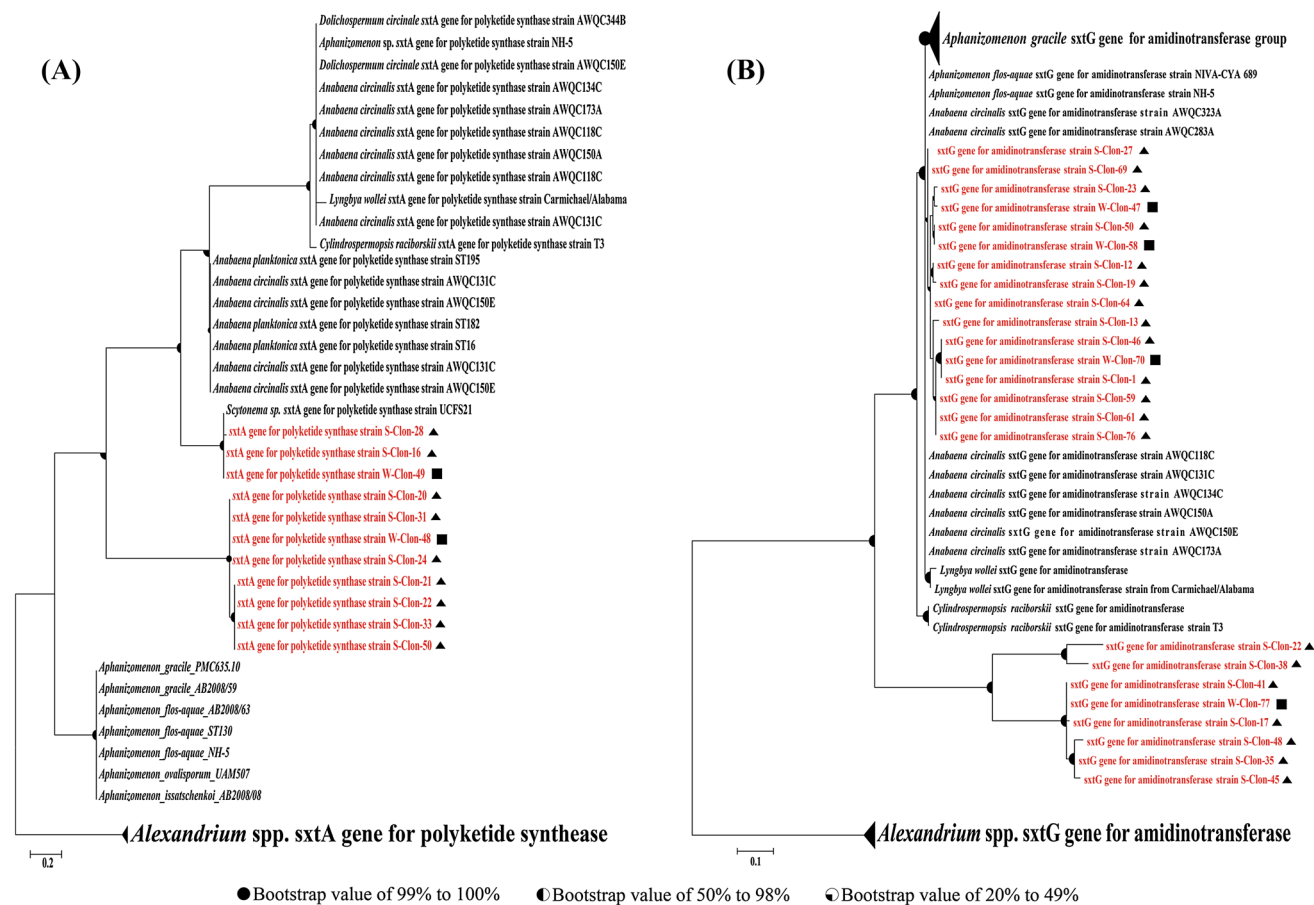 (A)
Dolichospermum circinale sxtA gene for polyketide synthase strain AWQC344B
Aphanizomenon sp. sxtA gene for polyketide synthase strain NH-5
Dolichospermum circinale sxtA gene for polyketide synthase strain AWQC150E
Anabaena circinalis sxtA gene for polyketide synthase strain AWQC134C
Anabaena circinalis sxtA gene for polyketide synthase strain AWQC173A
Anabaena circinalis sxtA gene for polyketide synthase strain AWQC118C
Anabaena circinalis sxtA gene for polyketide synthase strain AWQC150A
Anabaena circinalis sxtA gene for polyketide synthase strain AWQC118C
Lyngbya wollei sxtA gene for polyketide synthase strain Carmichael/Alabama
Anabaena circinalis sxtA gene for polyketide synthase strain AWQC131C
Cylindrospermopsis raciborskii sxtA gene for polyketide synthase strain T3
Anabaena planktonica sxtA gene for polyketide synthase strain ST195
Anabaena circinalis sxtA gene for polyketide synthase strain AWQC131C
Anabaena circinalis sxtA gene for polyketide synthase strain AWQC150E
Anabaena planktonica sxtA gene for polyketide synthase strain ST182
Anabaena planktonica sxtA gene for polyketide synthase strain ST16
Anabaena circinalis sxtA gene for polyketide synthase strain AWQC131C
Anabaena circinalis sxtA gene for polyketide synthase strain AWQC150E
Scytonema sp. sxtA gene for polyketide synthase strain UCFS21
sxtA gene for polyketide synthase strain S-Clon-28
sxtA gene for polyketide synthase strain S-Clon-16
sxtA gene for polyketide synthase strain W-Clon-49
sxtA gene for polyketide synthase strain S-Clon-20
sxtA gene for polyketide synthase strain S-Clon-31
sxtA gene for polyketide synthase strain W-Clon-48
sxtA gene for polyketide synthase strain S-Clon-24
sxtA gene for polyketide synthase strain S-Clon-21
sxtA gene for polyketide synthase strain S-Clon-22
sxtA gene for polyketide synthase strain S-Clon-33
sxtA gene for polyketide synthase strain S-Clon-50
Aphanizomenon_gracile_PMC635.10
Aphanizomenon_gracile_AB2008/59
Aphanizomenon_flos-aquae_AB2008/63
Aphanizomenon_flos-aquae_ST130
Aphanizomenon_flos-aquae_NH-5
Aphanizomenon_ovalisporum_UAM507
Aphanizomenon_issatschenkoi_AB2008/08
Alexandrium spp. sxtA gene for polyketide synthease
0.2
(B)
Aphanizomenon gracile sxtG gene for amidinotransferase group
Aphanizomenon flos-aquae sxtG gene for amidinotransferase strain NIVA-CYA 689
Aphanizomenon flos-aquae sxtG gene for amidinotransferase strain NH-5
Anabaena circinalis sxtG gene for amidinotransferase strain AWQC323A
Anabaena circinalis sxtG gene for amidinotransferase strain AWQC283A
sxtG gene for amidinotransferase strain S-Clon-27
sxtG gene for amidinotransferase strain S-Clon-69
sxtG gene for amidinotransferase strain S-Clon-23
sxtG gene for amidinotransferase strain W-Clon-47
sxtG gene for amidinotransferase strain S-Clon-50
sxtG gene for amidinotransferase strain W-Clon-58
sxtG gene for amidinotransferase strain S-Clon-12
sxtG gene for amidinotransferase strain S-Clon-19
sxtG gene for amidinotransferase strain S-Clon-64
sxtG gene for amidinotransferase strain S-Clon-13
sxtG gene for amidinotransferase strain S-Clon-46
sxtG gene for amidinotransferase strain W-Clon-70
sxtG gene for amidinotransferase strain S-Clon-1
sxtG gene for amidinotransferase strain S-Clon-59
sxtG gene for amidinotransferase strain S-Clon-61
sxtG gene for amidinotransferase strain S-Clon-76
Anabaena circinalis sxtG gene for amidinotransferase strain AWQC118C
Anabaena circinalis sxtG gene for amidinotransferase strain AWQC131C
Anabaena circinalis sxtG gene for amidinotransferase strain AWQC134C
Anabaena circinalis sxtG gene for amidinotransferase strain AWQC150A
Anabaena circinalis sxtG gene for amidinotransferase strain AWQC150E
Anabaena circinalis sxtG gene for amidinotransferase strain AWQC173A
Lyngbya wollei sxtG gene for amidinotransferase
Lyngbya wollei sxtG gene for amidinotransferase strain from Carmichael/Alabama
Cylindrospermopsis raciborskii sxtG gene for amidinotransferase
Cylindrospermopsis raciborskii sxtG gene for amidinotransferase strain T3
sxtG gene for amidinotransferase strain S-Clon-22
sxtG gene for amidinotransferase strain S-Clon-38
sxtG gene for amidinotransferase strain S-Clon-41
sxtG gene for amidinotransferase strain W-Clon-77
sxtG gene for amidinotransferase strain S-Clon-17
sxtG gene for amidinotransferase strain S-Clon-48
sxtG gene for amidinotransferase strain S-Clon-35
sxtG gene for amidinotransferase strain S-Clon-45
Alexandrium spp. sxtG gene for amidinotransferase
0.1
Bootstrap value of 99% to 100%
Bootstrap value of 50% to 98%
Bootstrap value of 20% to 49%